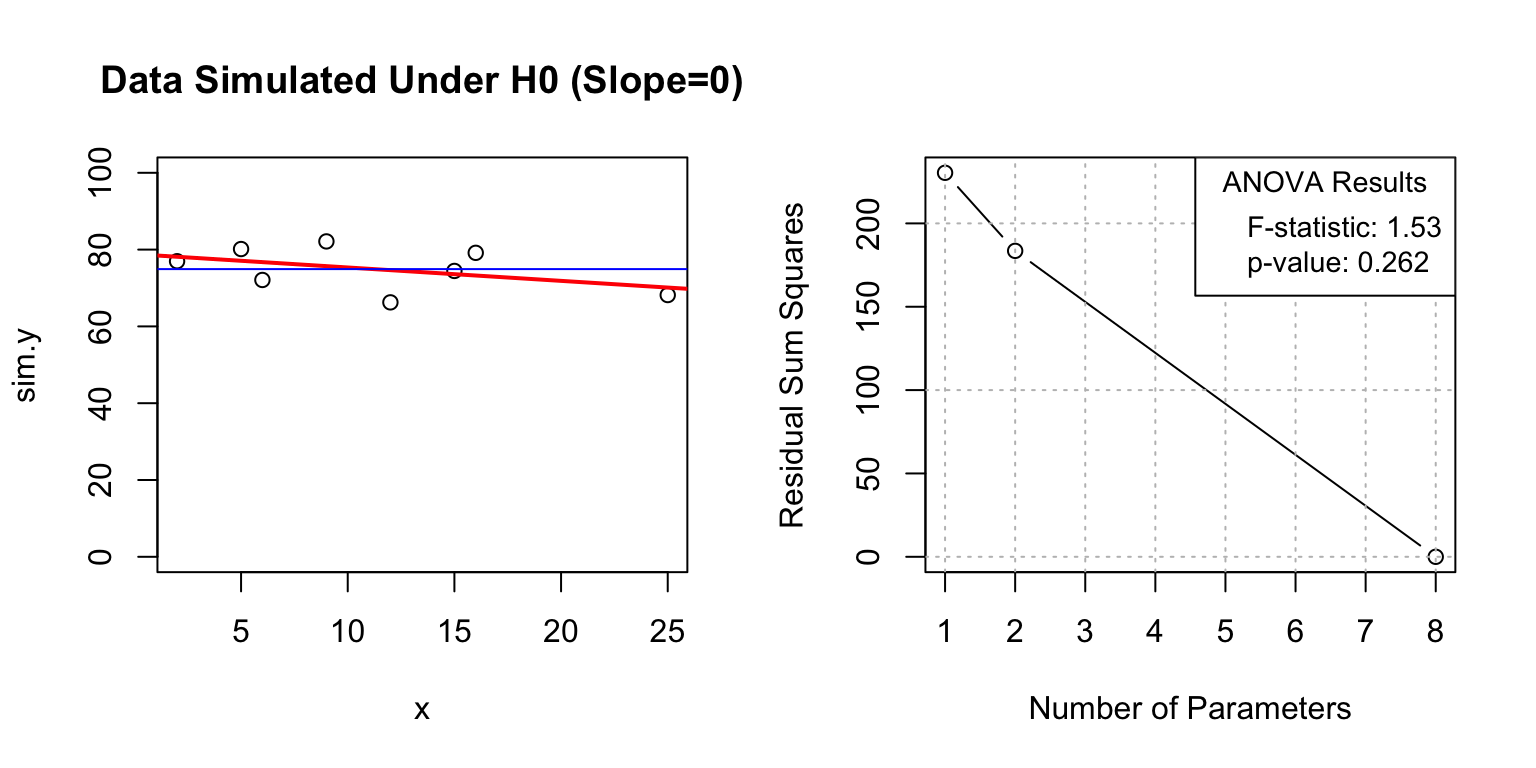 Data Simulated Under H0 (Slope=0)
sim.y
0 20 40 60 80 100
5 10 15 20 25
x
Residual Sum Squares
0 50 100 150 200
ANOVA Results
F-statistic: 1.53
p-value: 0.262
1 2 3 4 5 6 7 8
Number of Parameters